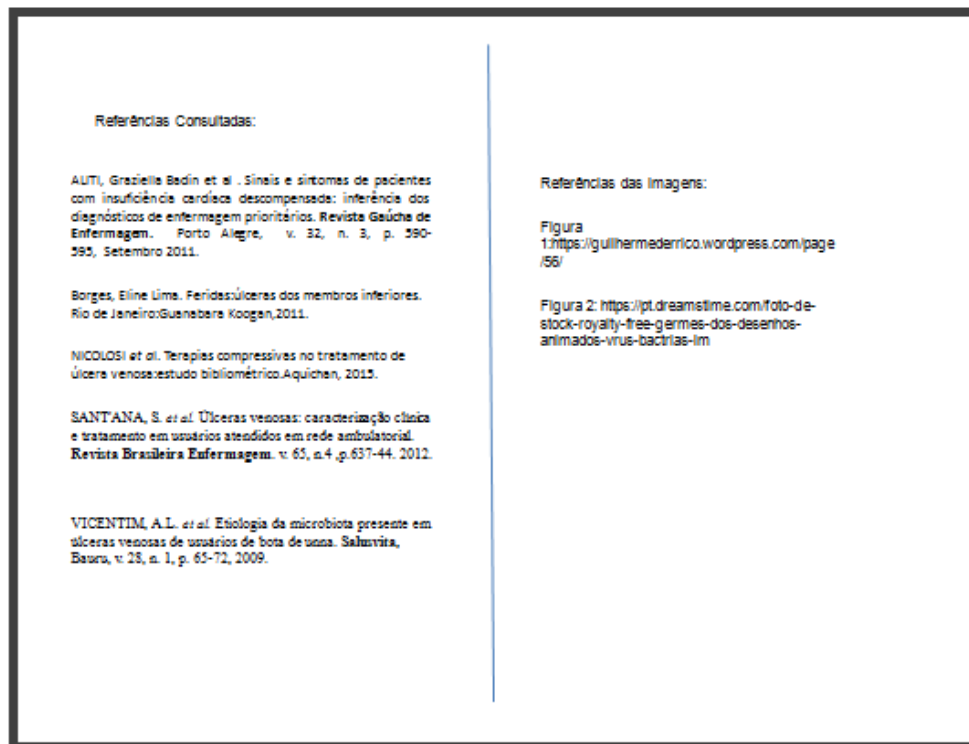 Referências Consultadas:
ALITI, Graziella Badin et al . Sinais e sintomas de pacientes
com insuficiência cardíaca descompensada: inferência dos
diagnósticos de enfermagem prioritários. Revista Gaúcha de
Enfermagem. Porto Alegre, v. 32, n. 3, p. 590-
595, Setembro 2011.
Borges, Eline Lima. Feridas:úlceras dos membros inferiores.
Rio de Janeiro:Guanabara Koogan,2011.
NICOLOSI et al. Terapias compressivas no tratamento de
úlcera venosa:estudo bibliométrico.Aquichan, 2015.
SANT'ANA, S. et al. Úlceras venosas: caracterização clínica
e tratamento em usuários atendidos em rede ambulatorial.
Revista Brasileira Enfermagem. v. 65, n.4 ,p.637-44. 2012.
VICENTIM, A.L. et al. Etiologia da microbiota presente em
úlceras venosas de usuários de bota de unna. Salusvita,
Bauru, v. 28, n. 1, p. 65-72, 2009.
Referências das Imagens:
Figura
1:https://guilhermederrico.wordpress.com/page
/56/
Figura 2: https://pt.dreamstime.com/foto-de-
stock-royalty-free-germes-dos-desenhos-
animados-vrus-bactrias-im